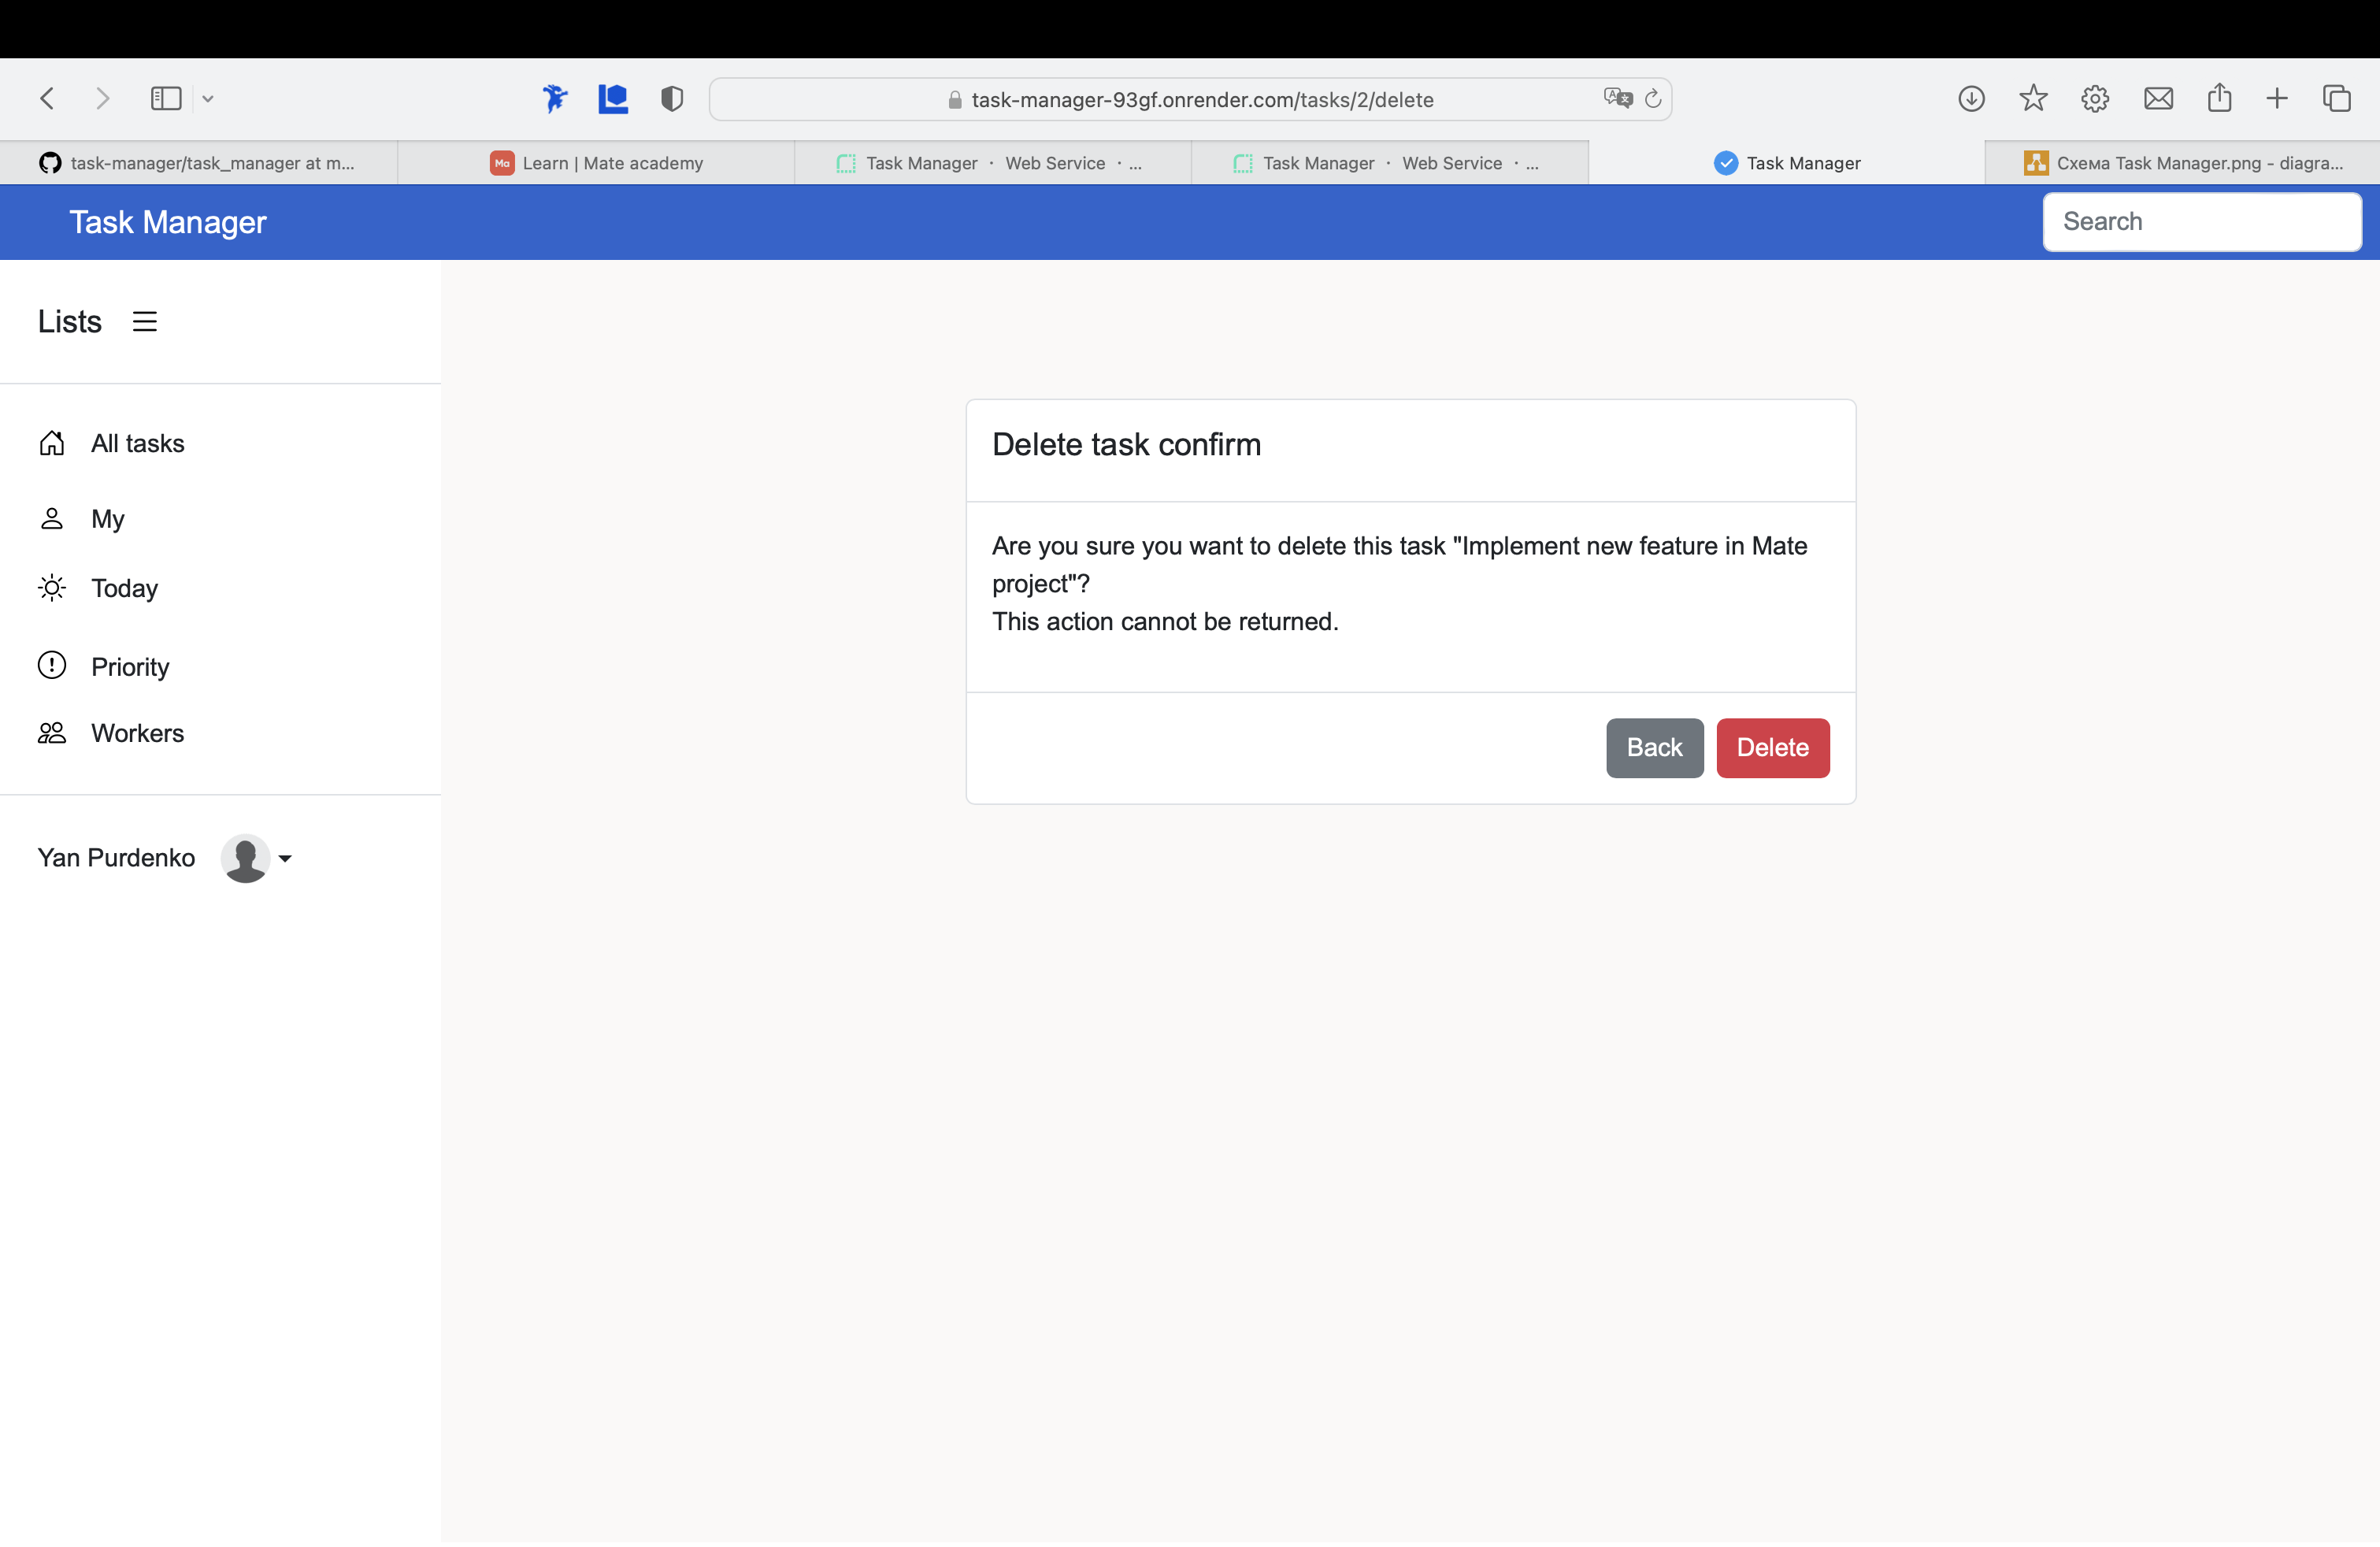 task-manager-93gf.onrender.com/tasks/2/delete
task-manager/task_manager at m...
Ma Learn | Mate academy
Task Manager · Web Service · ...
Task Manager · Web Service · ...
Task Manager
Схема Task Manager.png - diagra...
Task Manager
Search
Lists
All tasks
My
Today
Priority
Workers
Yan Purdenko
Delete task confirm
Are you sure you want to delete this task "Implement new feature in Mate
project"?
This action cannot be returned.
Back Delete